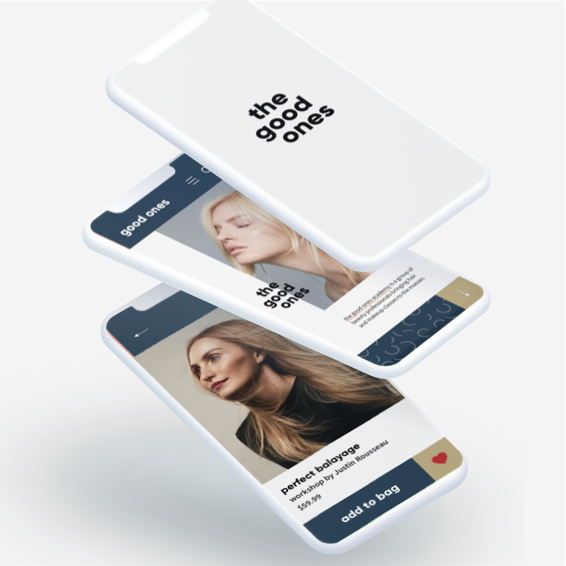 the
good
ones
good ones
the
good
ones
the good ones academy is a group of
beauty professionals bringing hair
and makeup classes to the masses.
perfect balayage
workshop by Justin Rousseau
$59.99
add to bag